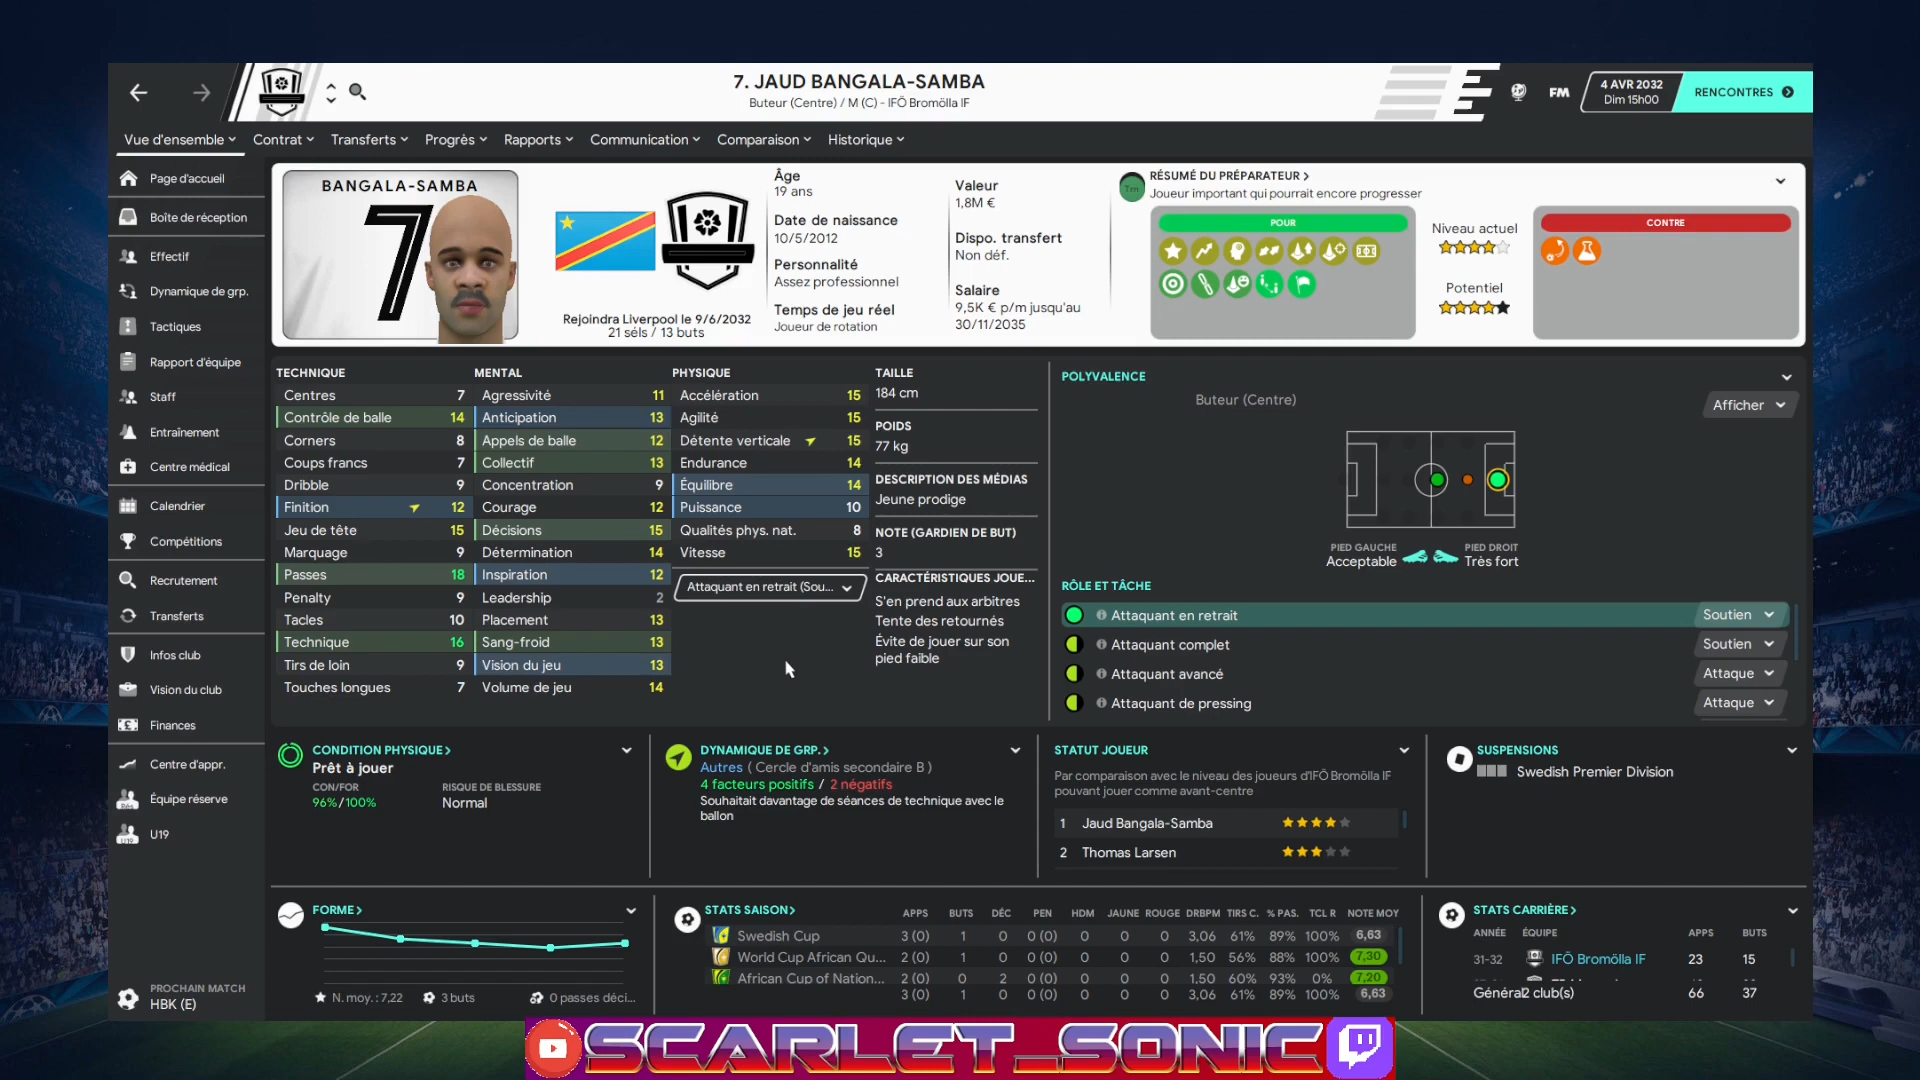 7. JAUD BANGALA-SAMBA
Buteur (Centre) / M (C) - IFÖ Bromölla IF
FM
4 AVR 2032
Dim 15h00
RENCONTRES
Vue d'ensemble
Contrat
Transferts
Progrès
Rapports
Communication
Comparaison
Historique
Page d'accueil
Boîte de réception
Effectif
Dynamique de grp.
Tactiques
Rapport d'équipe
Staff
Entraînement
Centre médical
Calendrier
Compétitions
Recrutement
Transferts
Infos club
Vision du club
Finances
Centre d'appr.
Équipe réserve
U19
PROCHAIN MATCH
HBK (E)
BANGALA-SAMBA
7
Rejoindra Liverpool le 9/6/2032
21 séls / 13 buts
Âge
19 ans
Date de naissance
10/5/2012
Personnalité
Assez professionnel
Temps de jeu réel
Joueur de rotation
Valeur
1,8M €
Dispo. transfert
Non déf.
Salaire
9,5K € p/m jusqu'au
30/11/2035
RÉSUMÉ DU PRÉPARATEUR >
Joueur important qui pourrait encore progresser
POUR
Niveau actuel
Potentiel
CONTRE
TECHNIQUE
Centres 7
Contrôle de balle 14
Corners 8
Coups francs 7
Dribble 9
Finition 12
Jeu de tête 15
Marquage 9
Passes 18
Penalty 9
Tacles 10
Technique 16
Tirs de loin 9
Touches longues 7
MENTAL
Agressivité 11
Anticipation 13
Appels de balle 12
Collectif 13
Concentration 9
Courage 12
Décisions 15
Détermination 14
Inspiration 12
Leadership 2
Placement 13
Sang-froid 13
Vision du jeu 13
Volume de jeu 14
PHYSIQUE
Accélération 15
Agilité 15
Détente verticale 15
Endurance 14
Équilibre 14
Puissance 10
Qualités phys. nat. 8
Vitesse 15
Attaquant en retrait (Sou...
TAILLE
184 cm
POIDS
77 kg
DESCRIPTION DES MÉDIAS
Jeune prodige
NOTE (GARDIEN DE BUT)
3
CARACTÉRISTIQUES JOUE...
S'en prend aux arbitres
Tente des retournés
Évite de jouer sur son
pied faible
POLYVALENCE
Buteur (Centre)
Afficher
PIED GAUCHE
Acceptable
PIED DROIT
Très fort
RÔLE ET TÂCHE
Attaquant en retrait Soutien
Attaquant complet Soutien
Attaquant avancé Attaque
Attaquant de pressing Attaque
CONDITION PHYSIQUE>
Prêt à jouer
CON/FOR
96%/100%
RISQUE DE BLESSURE
Normal
DYNAMIQUE DE GRP.>
Autres ( Cercle d'amis secondaire B )
4 facteurs positifs / 2 négatifs
Souhaitait davantage de séances de technique avec le
ballon
STATUT JOUEUR
Par comparaison avec le niveau des joueurs d'IFÖ Bromölla IF
pouvant jouer comme avant-centre
1 Jaud Bangala-Samba
2 Thomas Larsen
SUSPENSIONS
Swedish Premier Division
FORME>
N. moy. : 7,22
3 buts
0 passes déci...
STATS SAISON> APPS BUTS DÉC PEN HDM JAUNE ROUGE DRBPM TIRS C. % PAS. TCL R NOTE MOY
Swedish Cup 3 (0) 1 0 0 (0) 0 0 0 3,06 61% 89% 100% 6,63
World Cup African Qu... 2 (0) 1 0 0 (0) 0 0 0 1,50 56% 88% 100% 7,30
African Cup of Nation... 2 (0) 0 2 0 (0) 0 0 0 1.50 60% 93% 0% 7,20
3 (0) 1 0 0 (0) 0 0 0 3,06 61% 89% 100% 6,63
STATS CARRIÈRE>
ANNÉE ÉQUIPE APPS BUTS
31-32 IFÖ Bromölla IF 23 15
Général 2 club(s) 66 37
SCARLET_SONIC